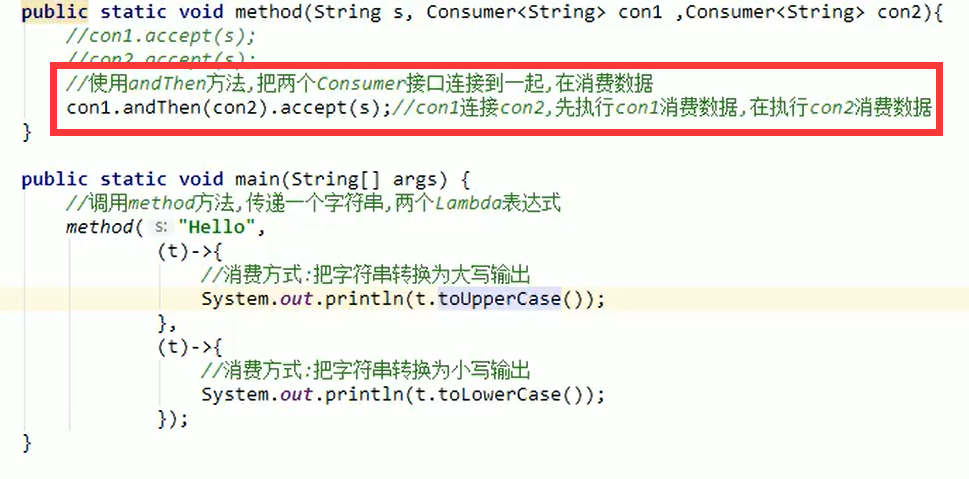 public static void method(String s, Consumer<String> con1 ,Consumer<String> con2){
//con1.accept(s);
//con2.accept(s);
//使用andThen方法,把两个Consumer接口连接到一起,在消费数据
con1.andThen(con2).accept(s);//con1连接con2,先执行con1消费数据,在执行con2消费数据
}
public static void main(String[] args) {
//调用method方法,传递一个字符串,两个Lambda表达式
method( s: "Hello",
(t)->{
//消费方式:把字符串转换为大写输出
System.out.println(t.toUpperCase());
},
(t)->{
//消费方式:把字符串转换为小写输出
System.out.println(t.toLowerCase());
});
}